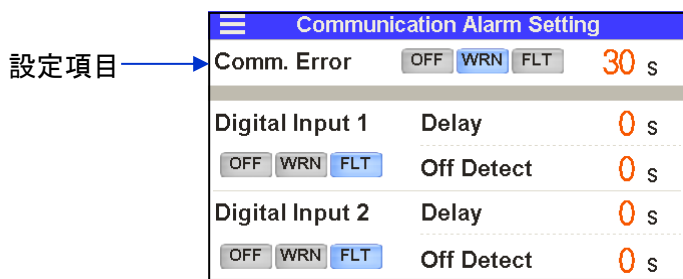 Communication Alarm Setting
設定項目
Comm. Error OFF WRN FLT 30 s
Digital Input 1 Delay 0 s
OFF WRN FLT Off Detect 0 s
Digital Input 2 Delay 0 s
OFF WRN FLT Off Detect 0 s